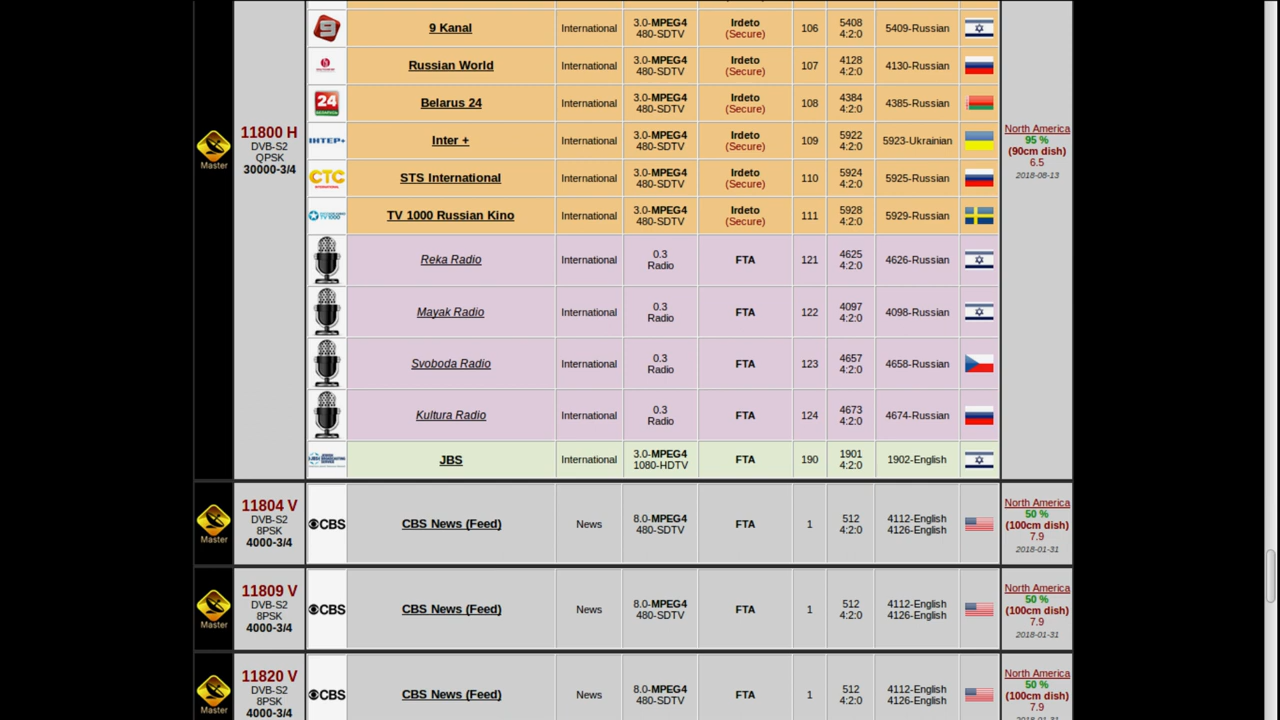 9 Kanal International 3.0-MPEG4 480-SDTV Irdeto (Secure) 106 5408 4:2:0 5409-Russian
Russian World International 3.0-MPEG4 480-SDTV Irdeto (Secure) 107 4128 4:2:0 4130-Russian
24 Belarus 24 International 3.0-MPEG4 480-SDTV Irdeto (Secure) 108 4384 4:2:0 4385-Russian
Master
11800 H
DVB-S2
QPSK
30000-3/4
ІНТЕР+ Inter + International 3.0-MPEG4 480-SDTV Irdeto (Secure) 109 5922 4:2:0 5923-Ukrainian
North America
95 %
(90cm dish)
6.5
2018-08-13
СТС INTERNATIONAL STS International International 3.0-MPEG4 480-SDTV Irdeto (Secure) 110 5924 4:2:0 5925-Russian
TV1000 TV 1000 Russian Kino International 3.0-MPEG4 480-SDTV Irdeto (Secure) 111 5928 4:2:0 5929-Russian
Reka Radio International 0.3 Radio FTA 121 4625 4:2:0 4626-Russian
Mayak Radio International 0.3 Radio FTA 122 4097 4:2:0 4098-Russian
Svoboda Radio International 0.3 Radio FTA 123 4657 4:2:0 4658-Russian
Kultura Radio International 0.3 Radio FTA 124 4673 4:2:0 4674-Russian
JBS International 3.0-MPEG4 1080-HDTV FTA 190 1901 4:2:0 1902-English
Master
11804 V
DVB-S2
8PSK
4000-3/4
CBS CBS News (Feed) News 8.0-MPEG4 480-SDTV FTA 1 512 4:2:0 4112-English 4126-English
North America
50 %
(100cm dish)
7.9
2018-01-31
Master
11809 V
DVB-S2
8PSK
4000-3/4
CBS CBS News (Feed) News 8.0-MPEG4 480-SDTV FTA 1 512 4:2:0 4112-English 4126-English
North America
50 %
(100cm dish)
7.9
2018-01-31
Master
11820 V
DVB-S2
8PSK
4000-3/4
CBS CBS News (Feed) News 8.0-MPEG4 480-SDTV FTA 1 512 4:2:0 4112-English 4126-English
North America
50 %
(100cm dish)
7.9